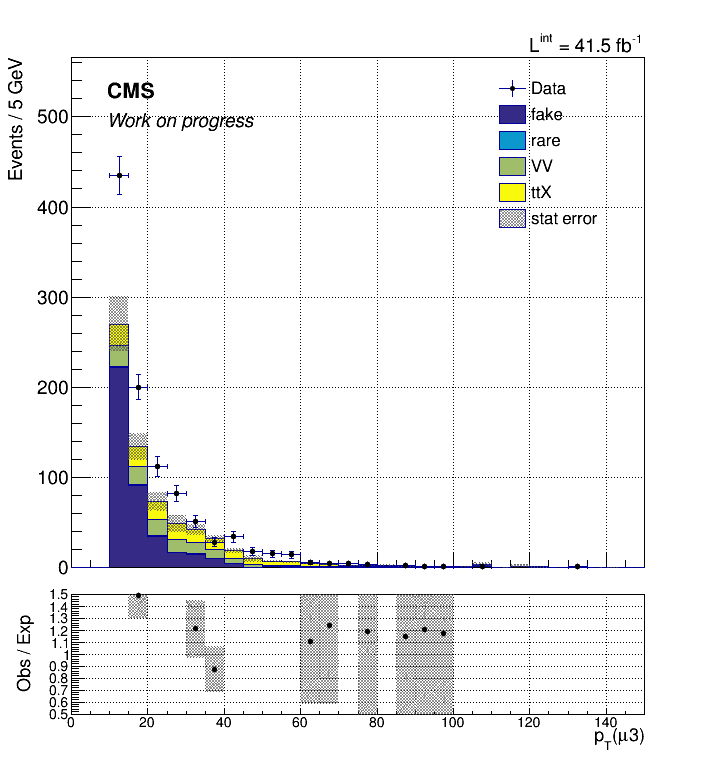 L^int = 41.5 fb^-1
Events / 5 GeV
CMS
Work on progress
Data
fake
rare
VV
ttX
stat error
500
400
300
200
100
0
Obs / Exp
1.5
1.4
1.3
1.2
1.1
1
0.9
0.8
0.7
0.6
0.5
0 20 40 60 80 100 120 140
p_T(μ3)